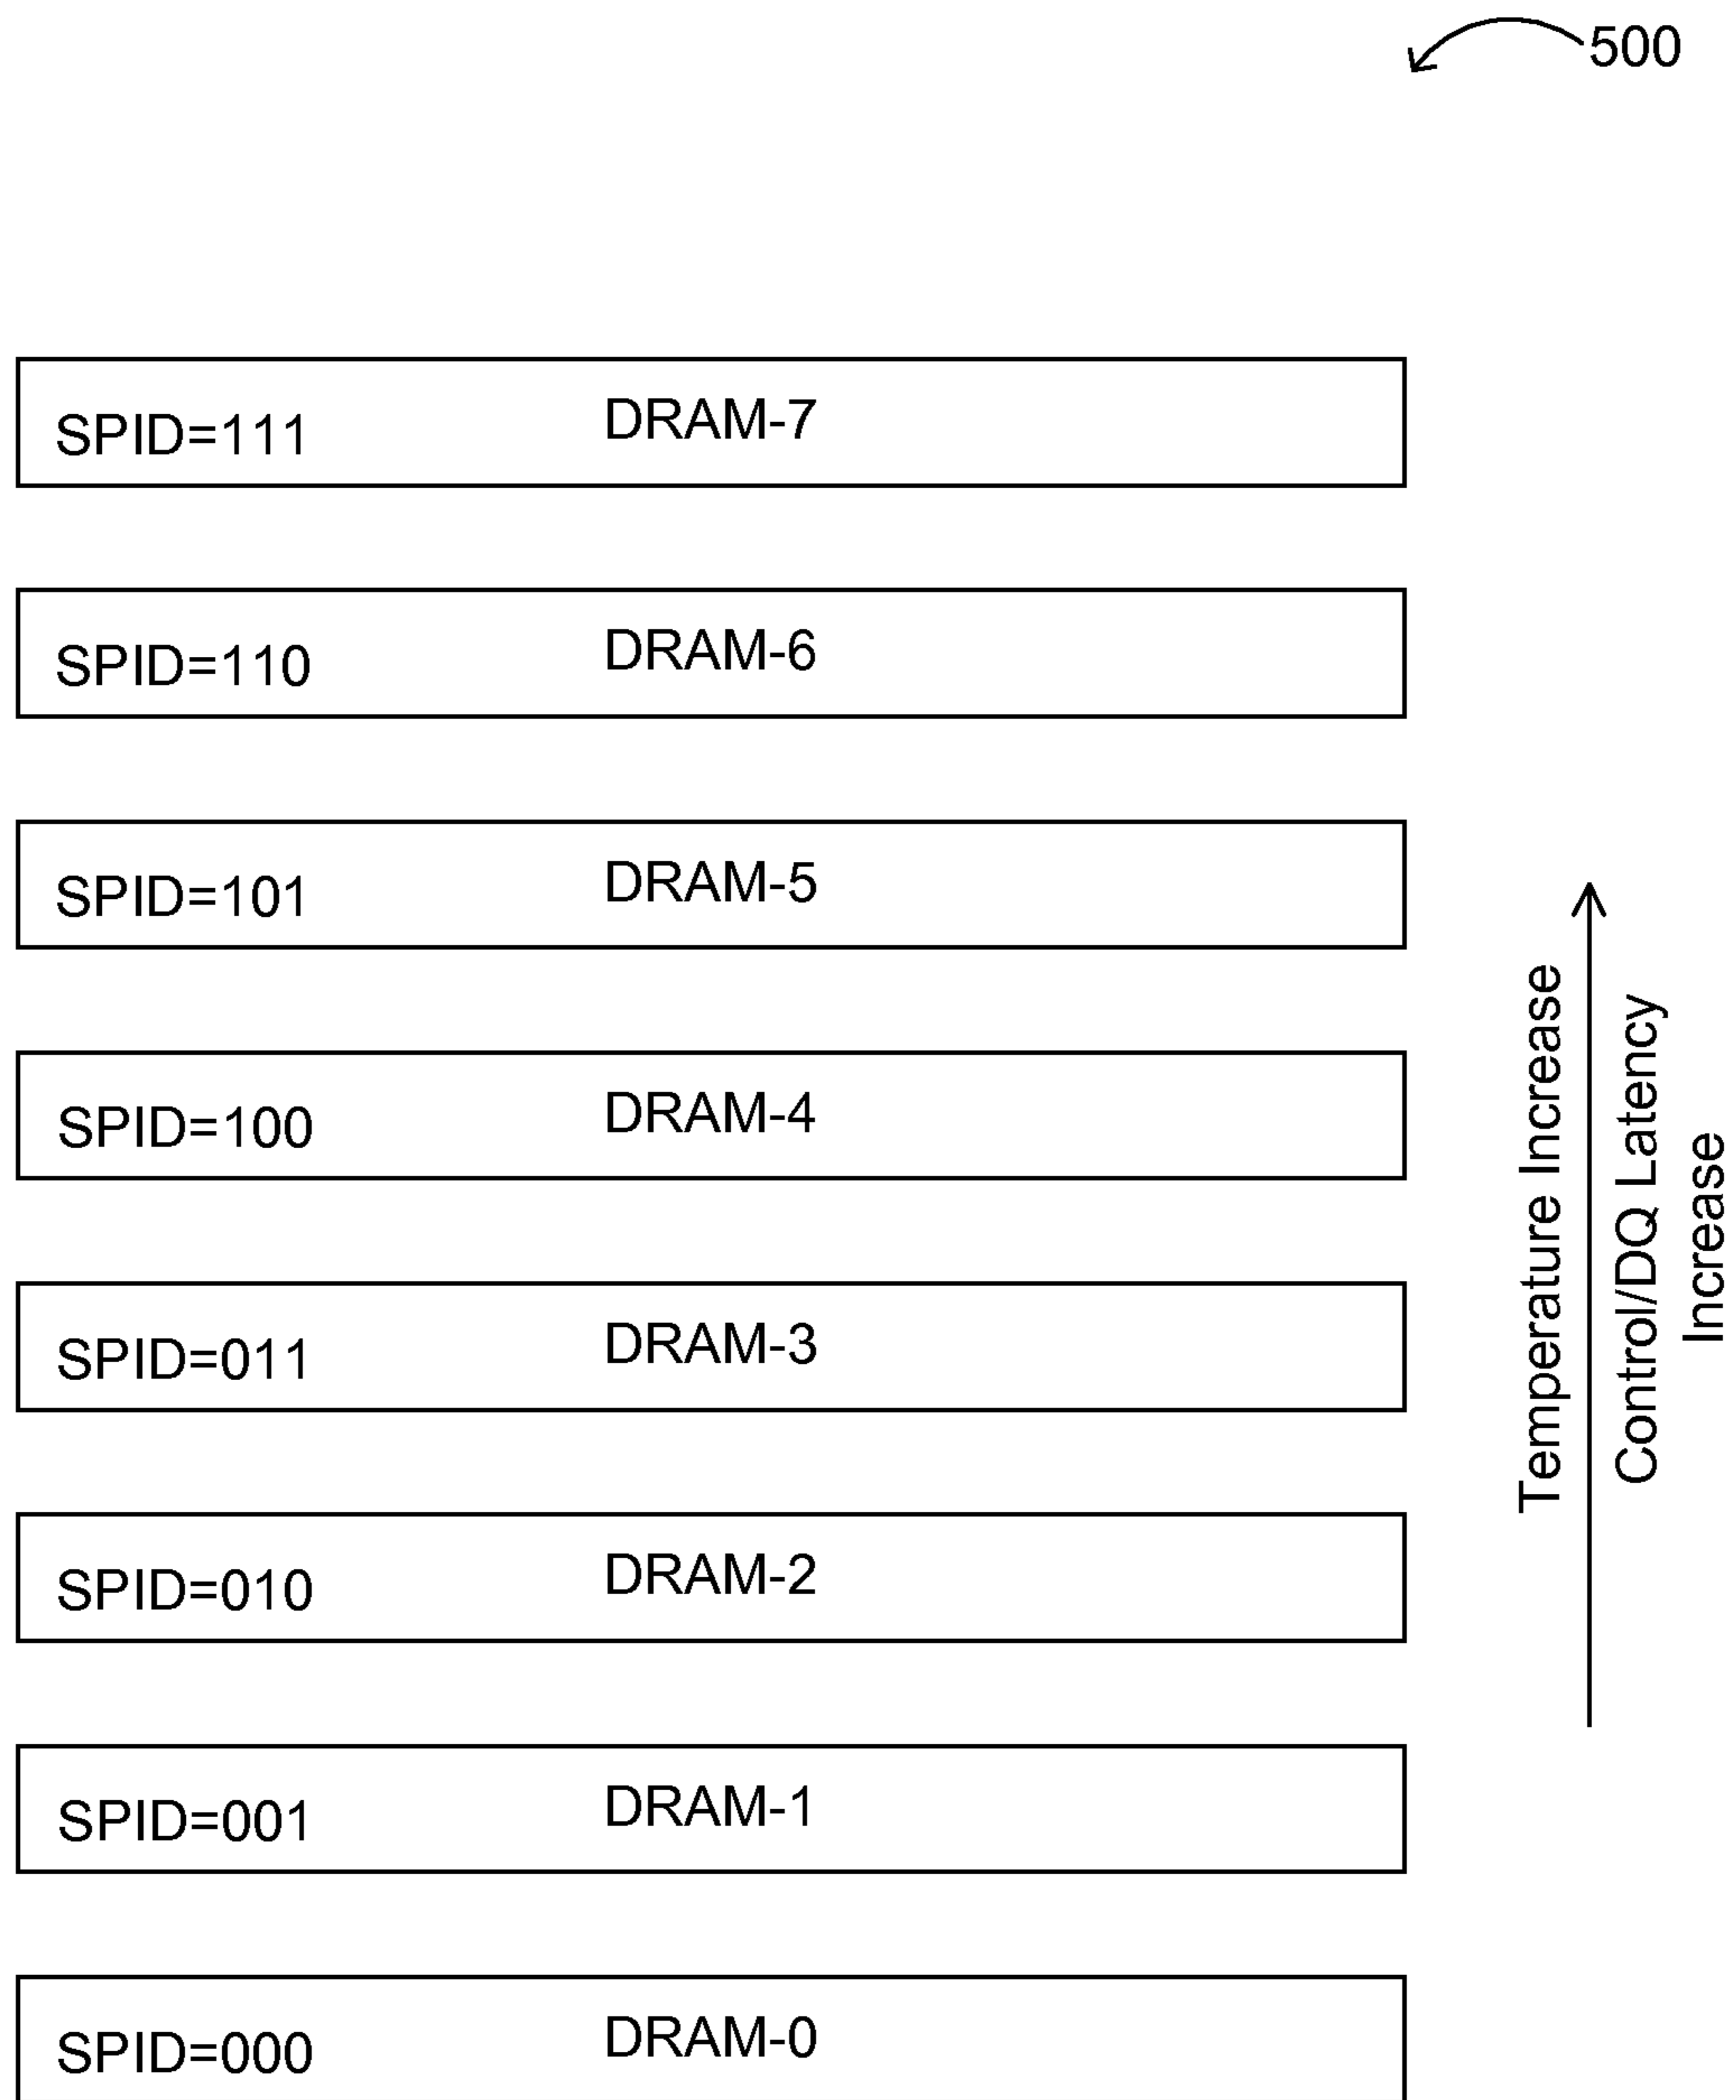 500
SPID=111 DRAM-7
SPID=110 DRAM-6
SPID=101 DRAM-5
SPID=100 DRAM-4
SPID=011 DRAM-3
SPID=010 DRAM-2
SPID=001 DRAM-1
SPID=000 DRAM-0
Temperature Increase
Control/DQ Latency
Increase